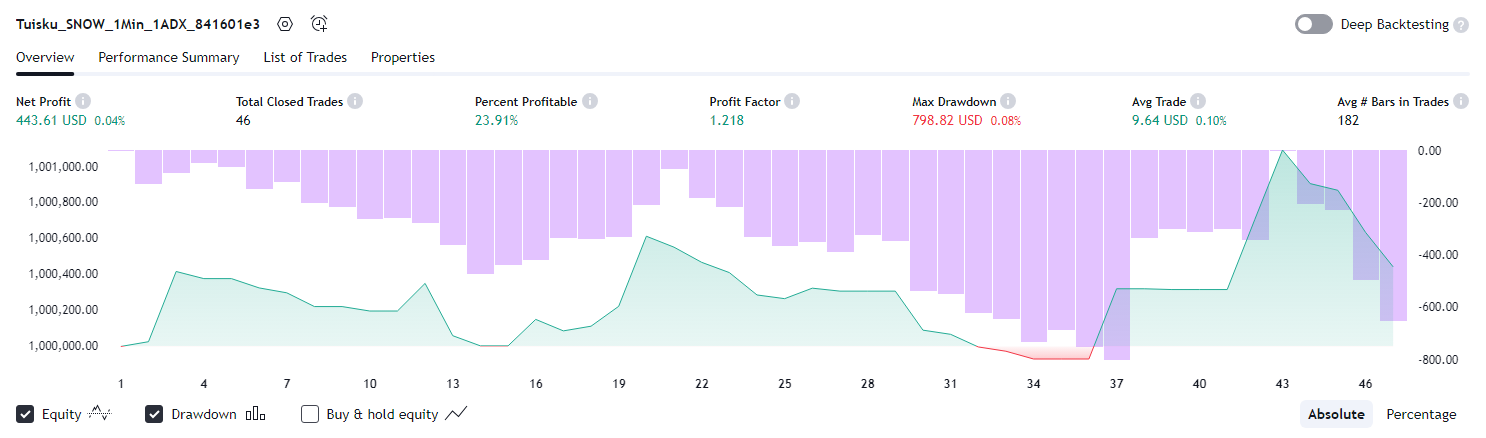 Tuisku_SNOW_1Min_1ADX_841601e3
Deep Backtesting ?
Overview Performance Summary List of Trades Properties
Net Profit i Total Closed Trades i Percent Profitable i Profit Factor i Max Drawdown i Avg Trade i Avg # Bars in Trades i
443.61 USD 0.04% 46 23.91% 1.218 798.82 USD 0.08% 9.64 USD 0.10% 182
0.00
1,001,000.00
1,000,800.00 -200.00
1,000,600.00
1,000,400.00 -400.00
1,000,200.00 -600.00
1,000,000.00
-800.00
1 4 7 10 13 16 19 22 25 28 31 34 37 40 43 46
Equity Drawdown Buy & hold equity Absolute Percentage